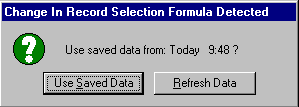 Change In Record Selection Formula Detected
Use saved data from: Today 9:48 ?
Use Saved Data
Refresh Data